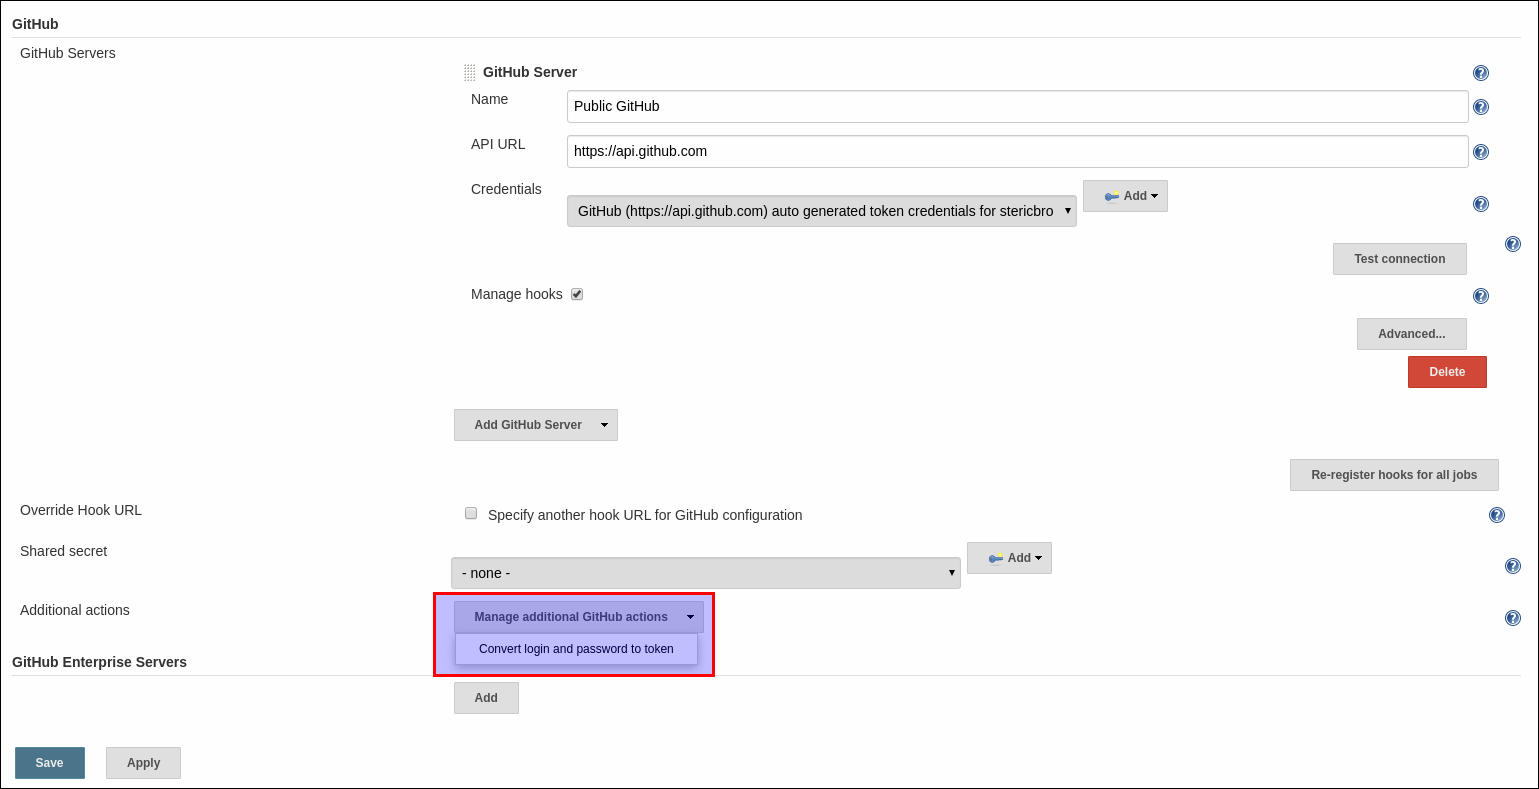 GitHub
GitHub Servers
GitHub Server
Name
Public GitHub
API URL
https://api.github.com
Credentials
GitHub (https://api.github.com) auto generated token credentials for stericbro
Add
Test connection
Manage hooks
Advanced...
Delete
Add GitHub Server
Re-register hooks for all jobs
Override Hook URL
Specify another hook URL for GitHub configuration
Shared secret
- none -
Add
Additional actions
Manage additional GitHub actions
Convert login and password to token
GitHub Enterprise Servers
Add
Save
Apply